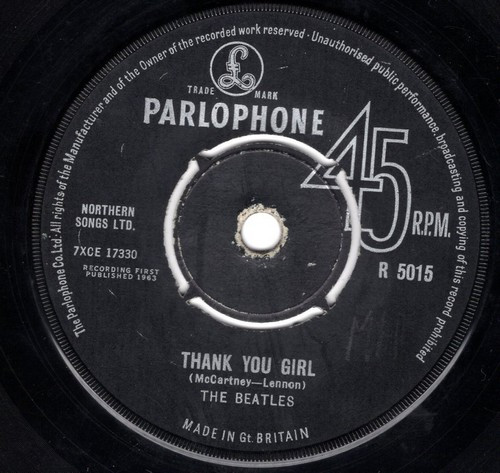 The Parlophone Co. Ltd. All rights of the Manufacturer and of the Owner of the recorded work reserved · Unauthorised public performance, broadcasting and copying of this record prohibited
£
TRADE MARK
PARLOPHONE
45
R.P.M.
NORTHERN
SONGS LTD.
7XCE 17330
RECORDING FIRST
PUBLISHED 1963
R 5015
THANK YOU GIRL
(McCartney—Lennon)
THE BEATLES
MADE IN Gt. BRITAIN